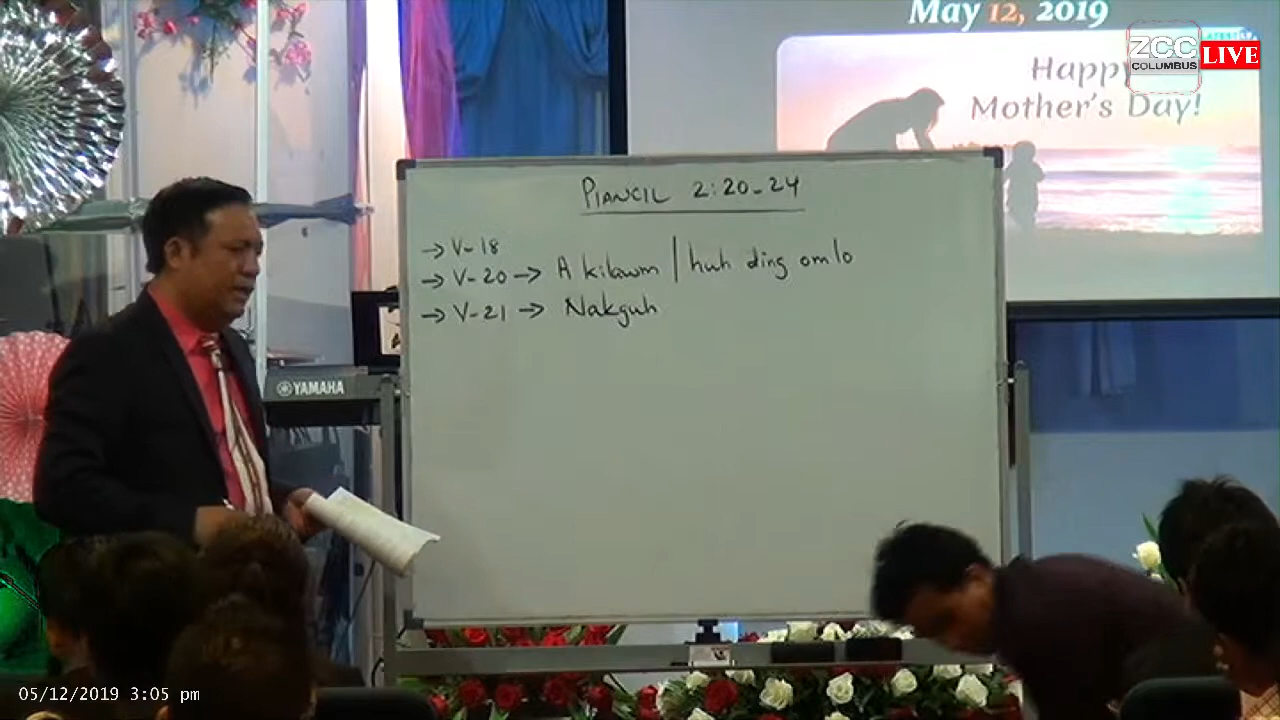 May 12, 2019
ZCC
COLUMBUS
LIVE
Happy
Mother's Day!
PIANCIL 2:20-24
→ V-18
→ V-20 → A kilawm / huh ding omlo
→ V-21 → Nakguh
YAMAHA
05/12/2019 3:05 pm